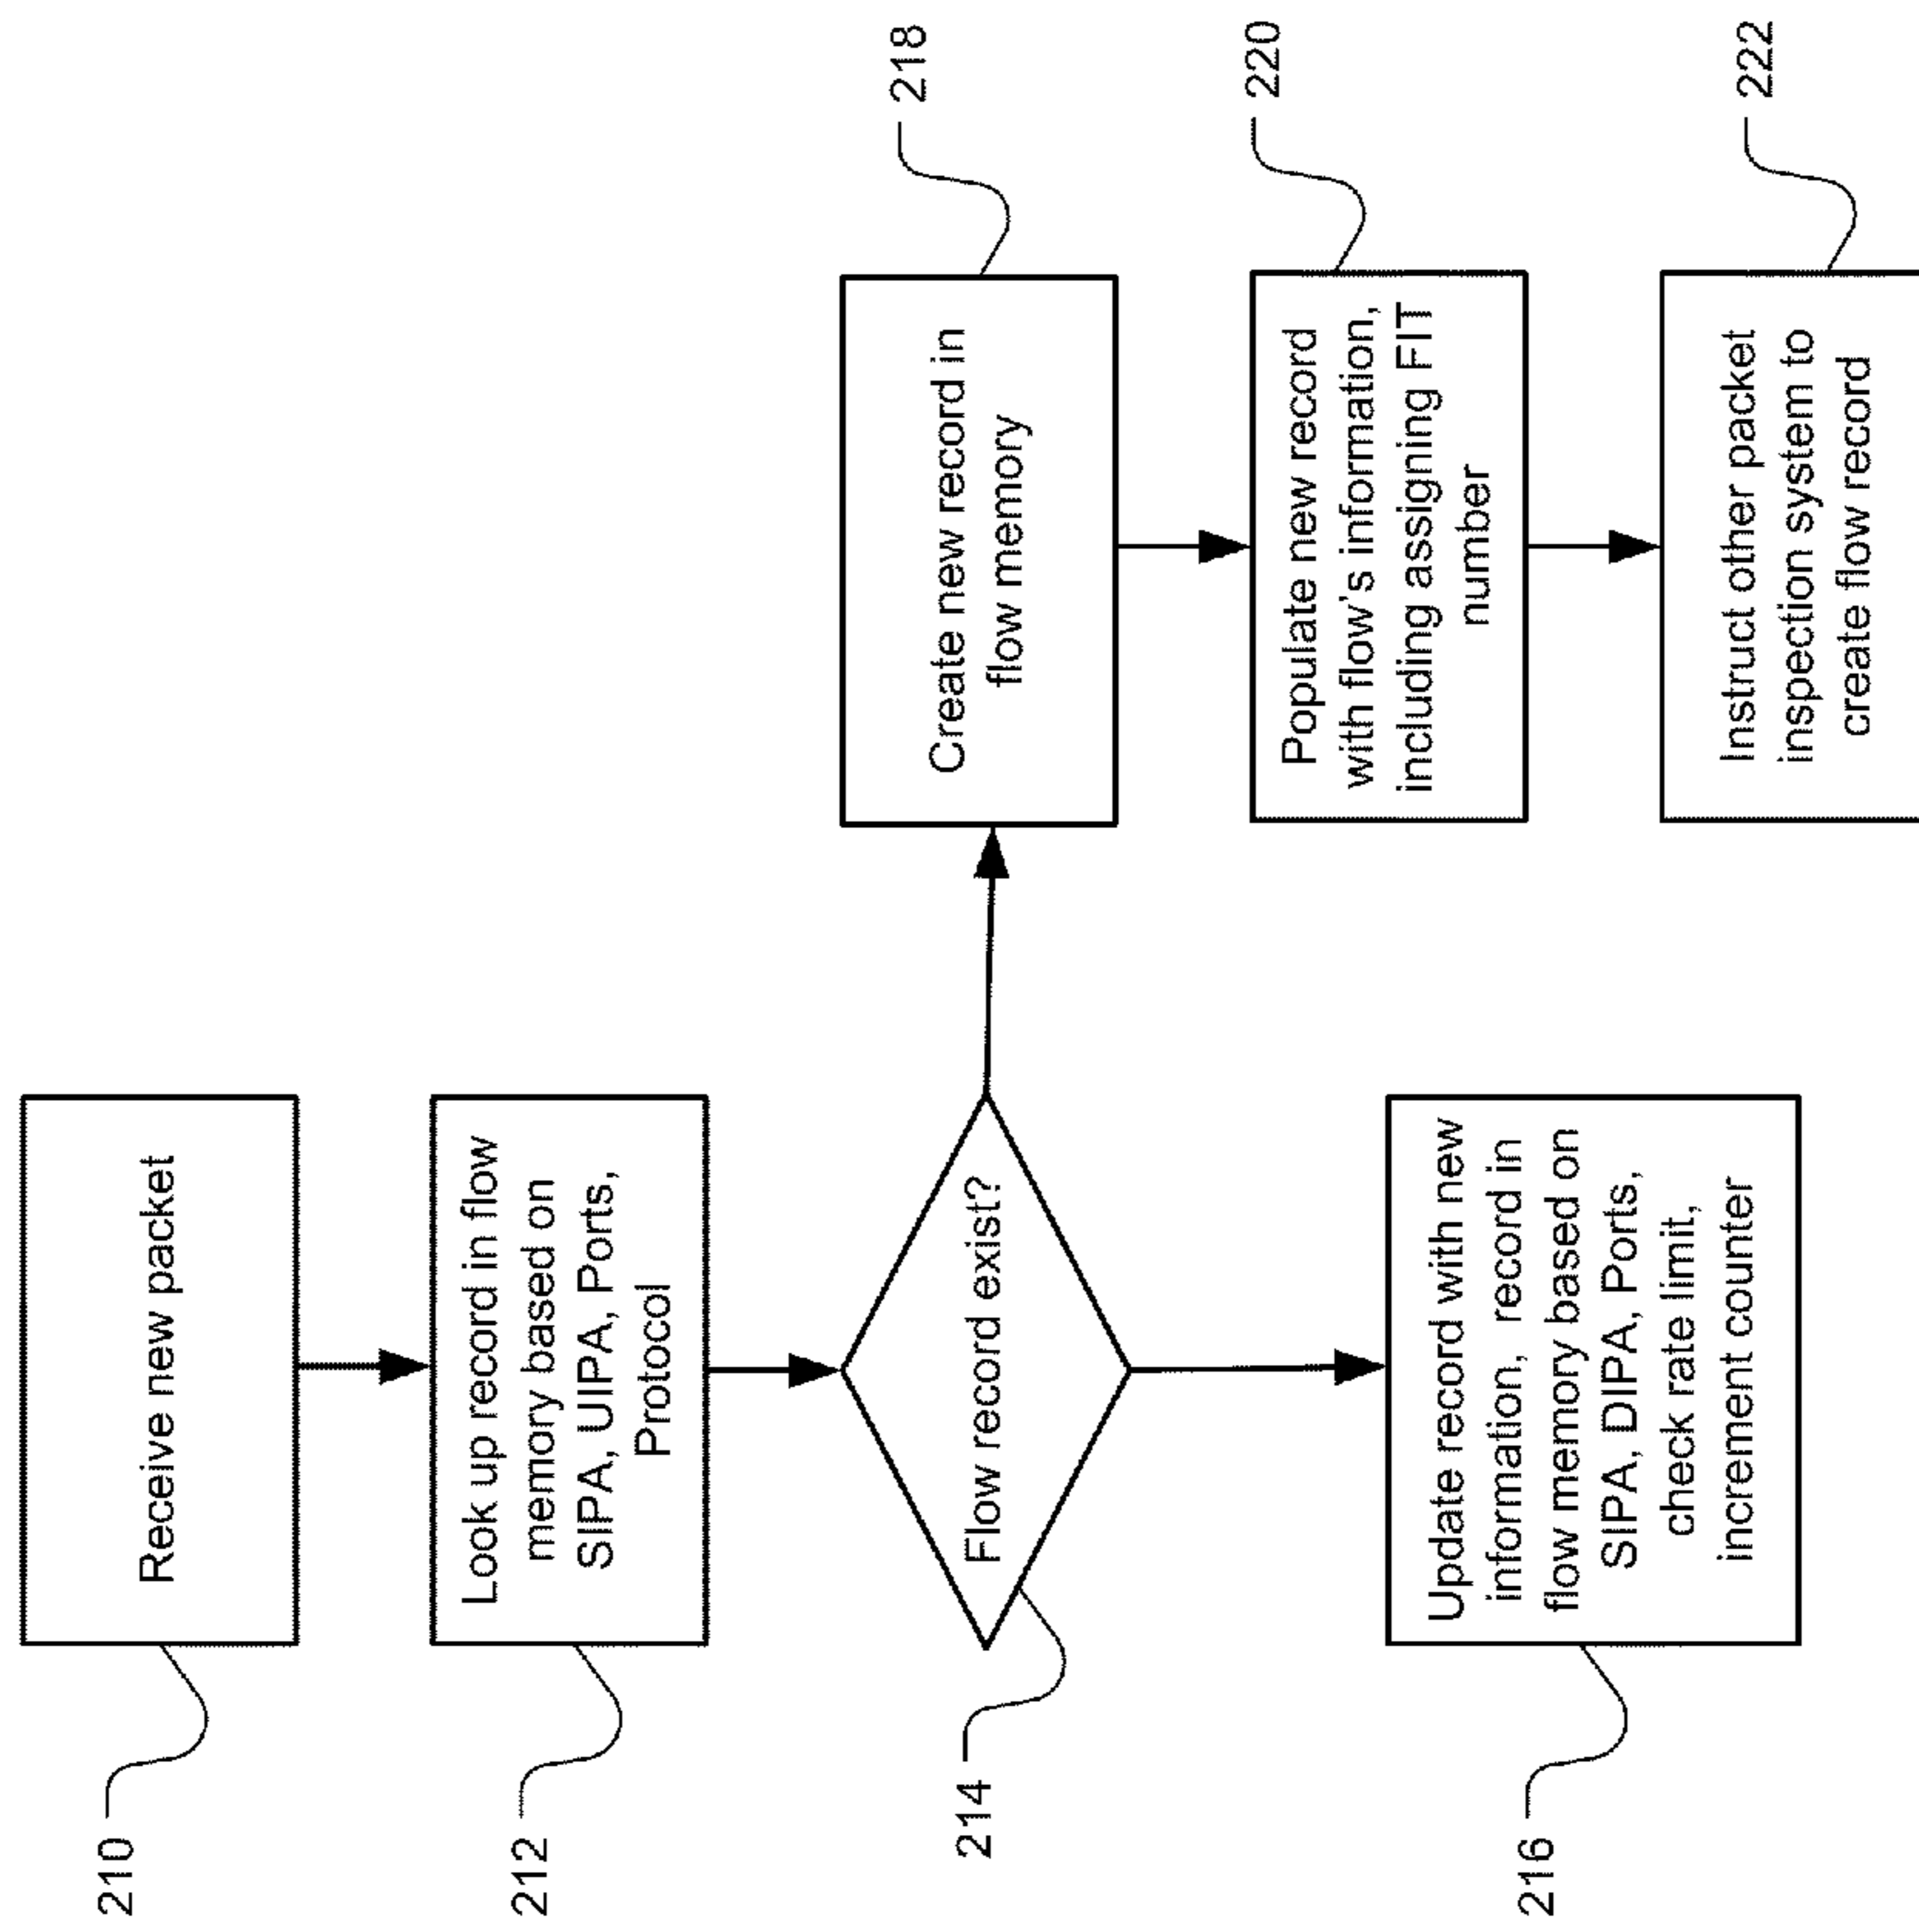 210
Receive new packet
212
Look up record in flow
memory based on
SIPA, UIPA, Ports,
Protocol
214
Flow record exist?
216
Update record with new
information, record in
flow memory based on
SIPA, DIPA, Ports,
check rate limit,
increment counter
218
Create new record in
flow memory
220
Populate new record
with flow's information,
including assigning FIT
number
222
Instruct other packet
inspection system to
create flow record